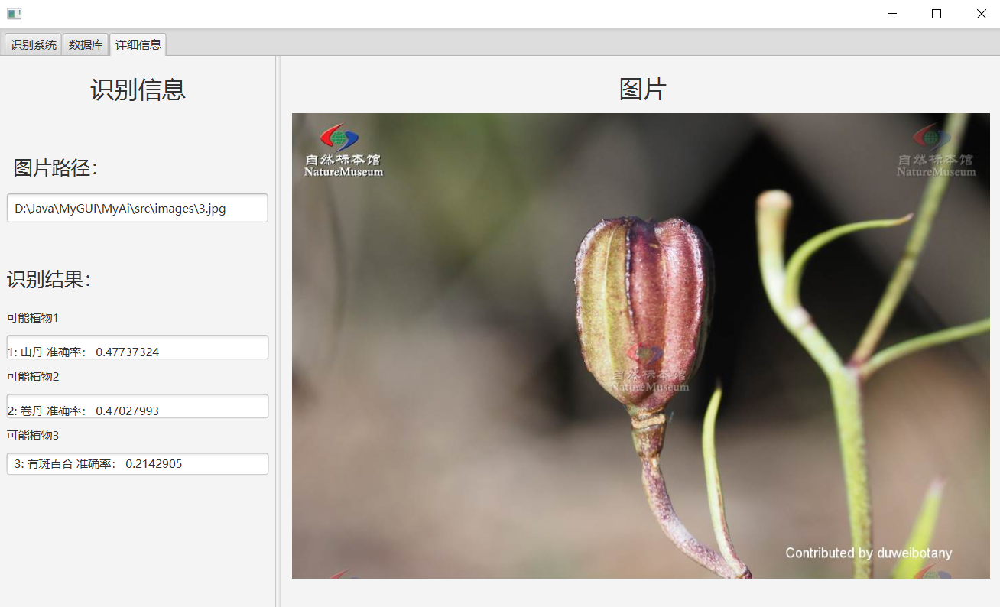 识别系统 数据库 详细信息
识别信息
图片路径：
D:\Java\MyGUI\MyAi\src\images\3.jpg
识别结果：
可能植物1
1: 山丹 准确率： 0.47737324
可能植物2
2: 卷丹 准确率： 0.47027993
可能植物3
3: 有斑百合 准确率： 0.2142905
图片
自然标本馆
NatureMuseum
自然标本馆
NatureMuseum
自然标本馆
NatureMuseum
Contributed by duweibotany